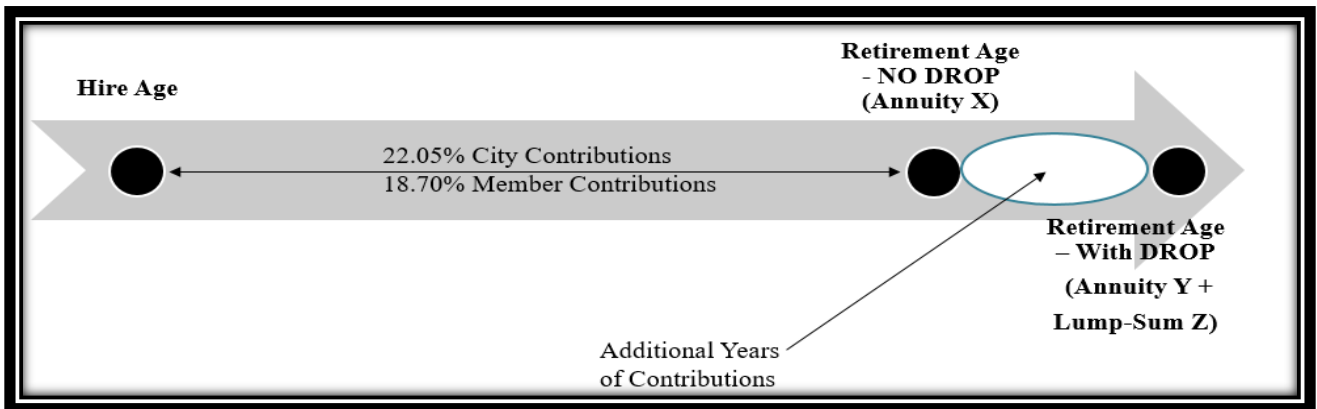 Hire Age
Retirement Age
- NO DROP
(Annuity X)
22.05% City Contributions
18.70% Member Contributions
Retirement Age
– With DROP
(Annuity Y +
Lump-Sum Z)
Additional Years
of Contributions